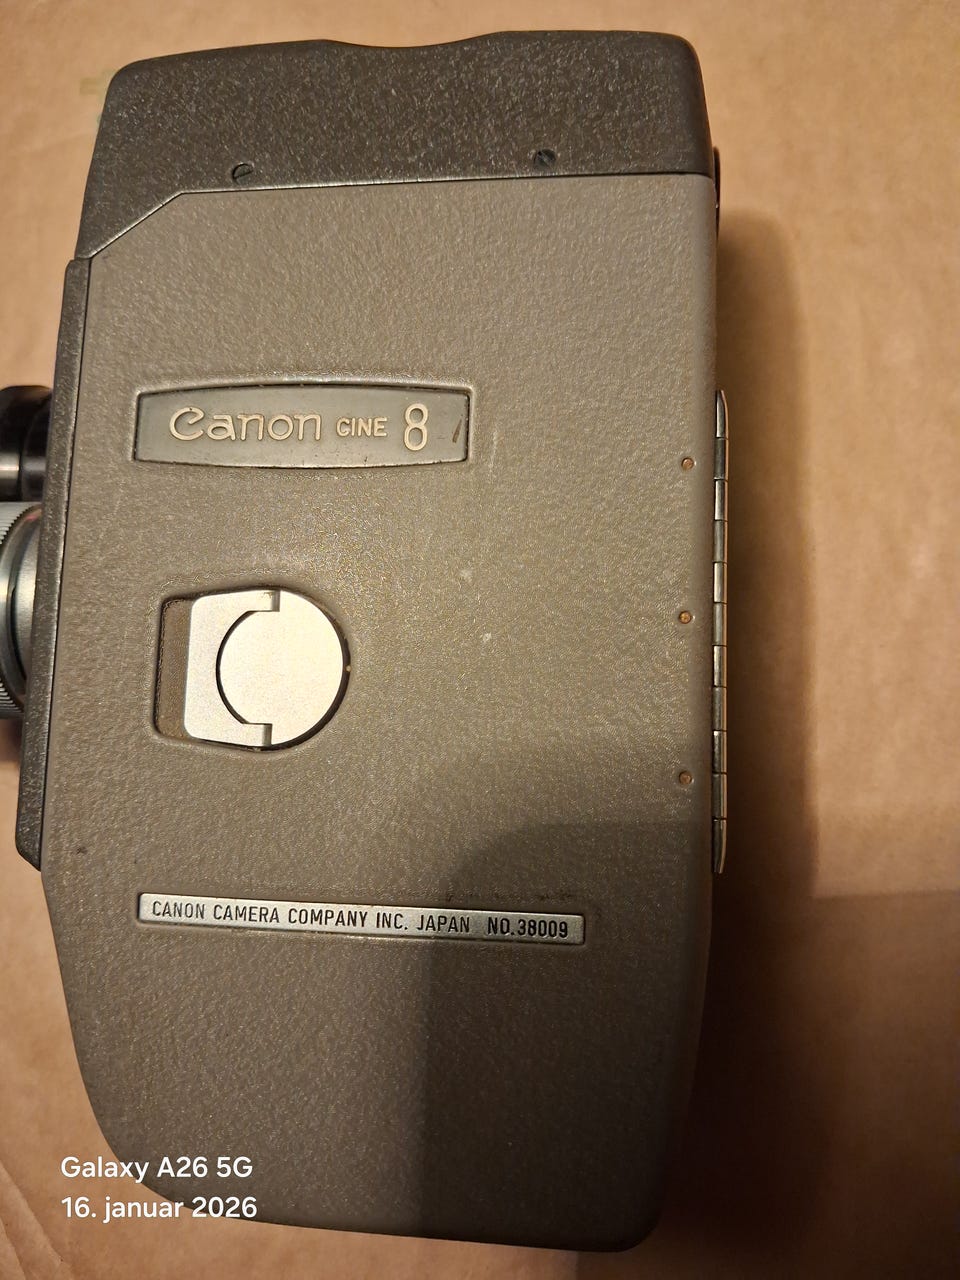 Canon CINE 8
CANON CAMERA COMPANY INC. JAPAN NO.38009
Galaxy A26 5G
16. januar 2026